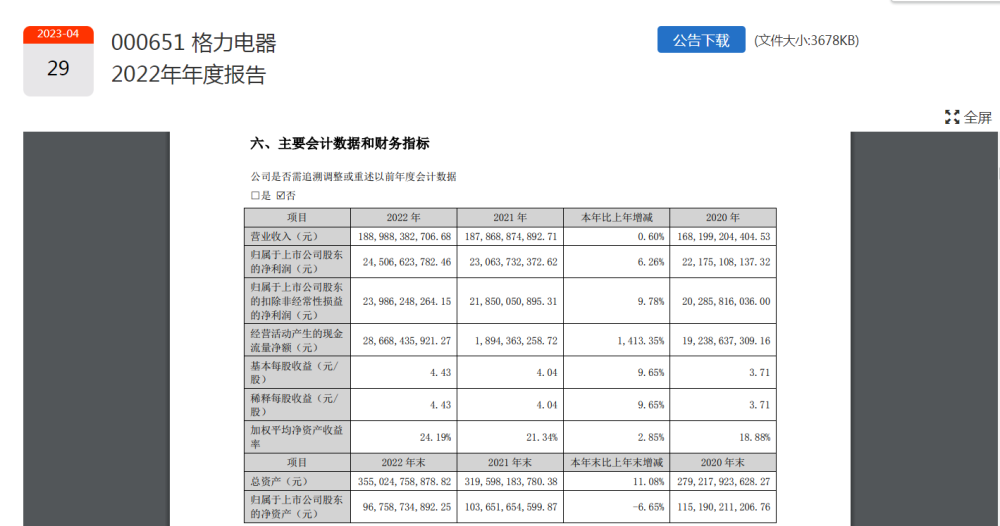 2023-04
29
000651 格力电器
2022年年度报告
公告下载 (文件大小:3678KB)
全屏
六、主要会计数据和财务指标
公司是否需追溯调整或重述以前年度会计数据
□是 ☑否
项目 2022 年 2021 年 本年比上年增减 2020 年
营业收入（元） 188,988,382,706.68 187,868,874,892.71 0.60% 168,199,204,404.53
归属于上市公司股东
的净利润（元） 24,506,623,782.46 23,063,732,372.62 6.26% 22,175,108,137.32
归属于上市公司股东
的扣除非经常性损益 23,986,248,264.15 21,850,050,895.31 9.78% 20,285,816,036.00
的净利润（元）
经营活动产生的现金
流量净额（元） 28,668,435,921.27 1,894,363,258.72 1,413.35% 19,238,637,309.16
基本每股收益（元/
股） 4.43 4.04 9.65% 3.71
稀释每股收益（元/
股） 4.43 4.04 9.65% 3.71
加权平均净资产收益
率 24.19% 21.34% 2.85% 18.88%
项目 2022 年末 2021 年末 本年末比上年末增减 2020 年末
总资产（元） 355,024,758,878.82 319,598,183,780.38 11.08% 279,217,923,628.27
归属于上市公司股东
的净资产（元） 96,758,734,892.25 103,651,654,599.87 -6.65% 115,190,211,206.76